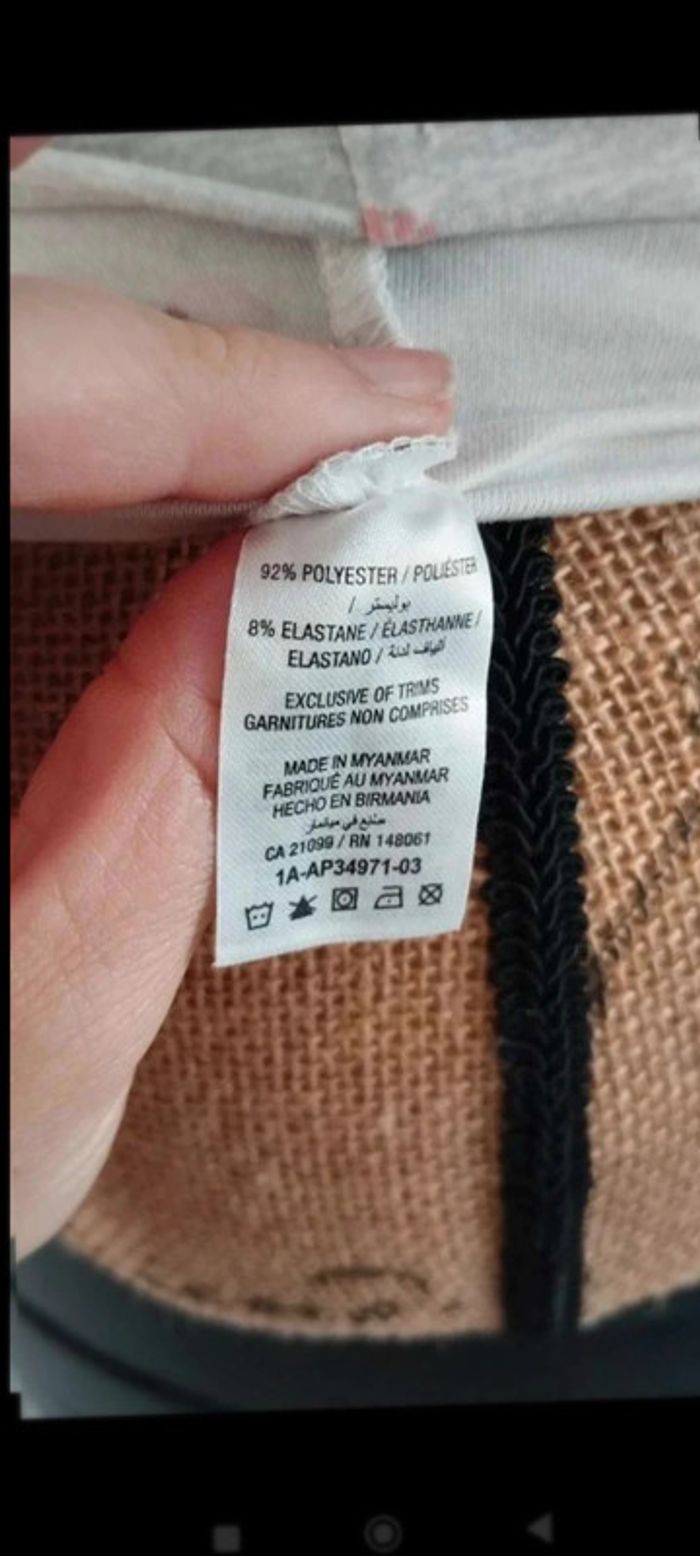 92% POLYESTER / POLIÉSTER
/ بوليستر
8% ELASTANE / ÉLASTHANNE /
ELASTANO / ألياف لدنة
EXCLUSIVE OF TRIMS
GARNITURES NON COMPRISES
MADE IN MYANMAR
FABRIQUÉ AU MYANMAR
HECHO EN BIRMANIA
صنع في ميانمار
CA 21099 / RN 148061
1A-AP34971-03